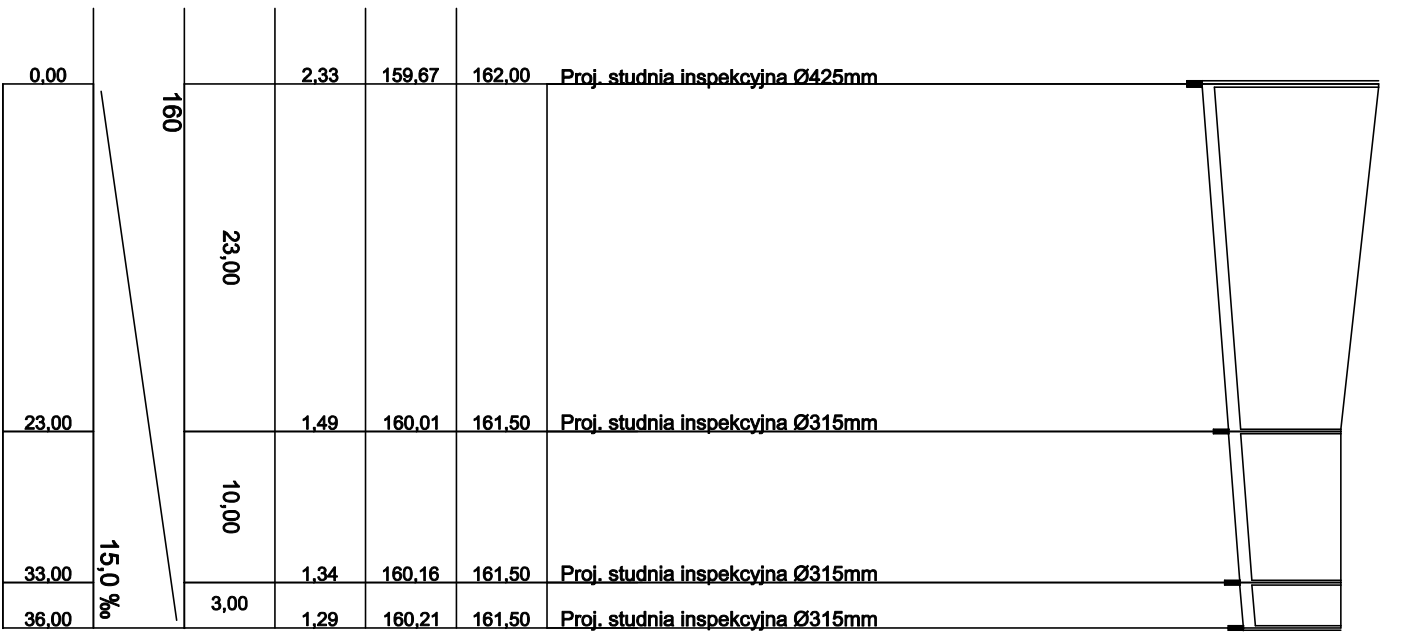 0,00 2,33 159,67 162,00 Proj. studnia inspekcyjna Ø425mm
160
23,00
23,00 1,49 160,01 161,50 Proj. studnia inspekcyjna Ø315mm
10,00
15,0 ‰
33,00 1,34 160,16 161,50 Proj. studnia inspekcyjna Ø315mm
3,00
36,00 1,29 160,21 161,50 Proj. studnia inspekcyjna Ø315mm